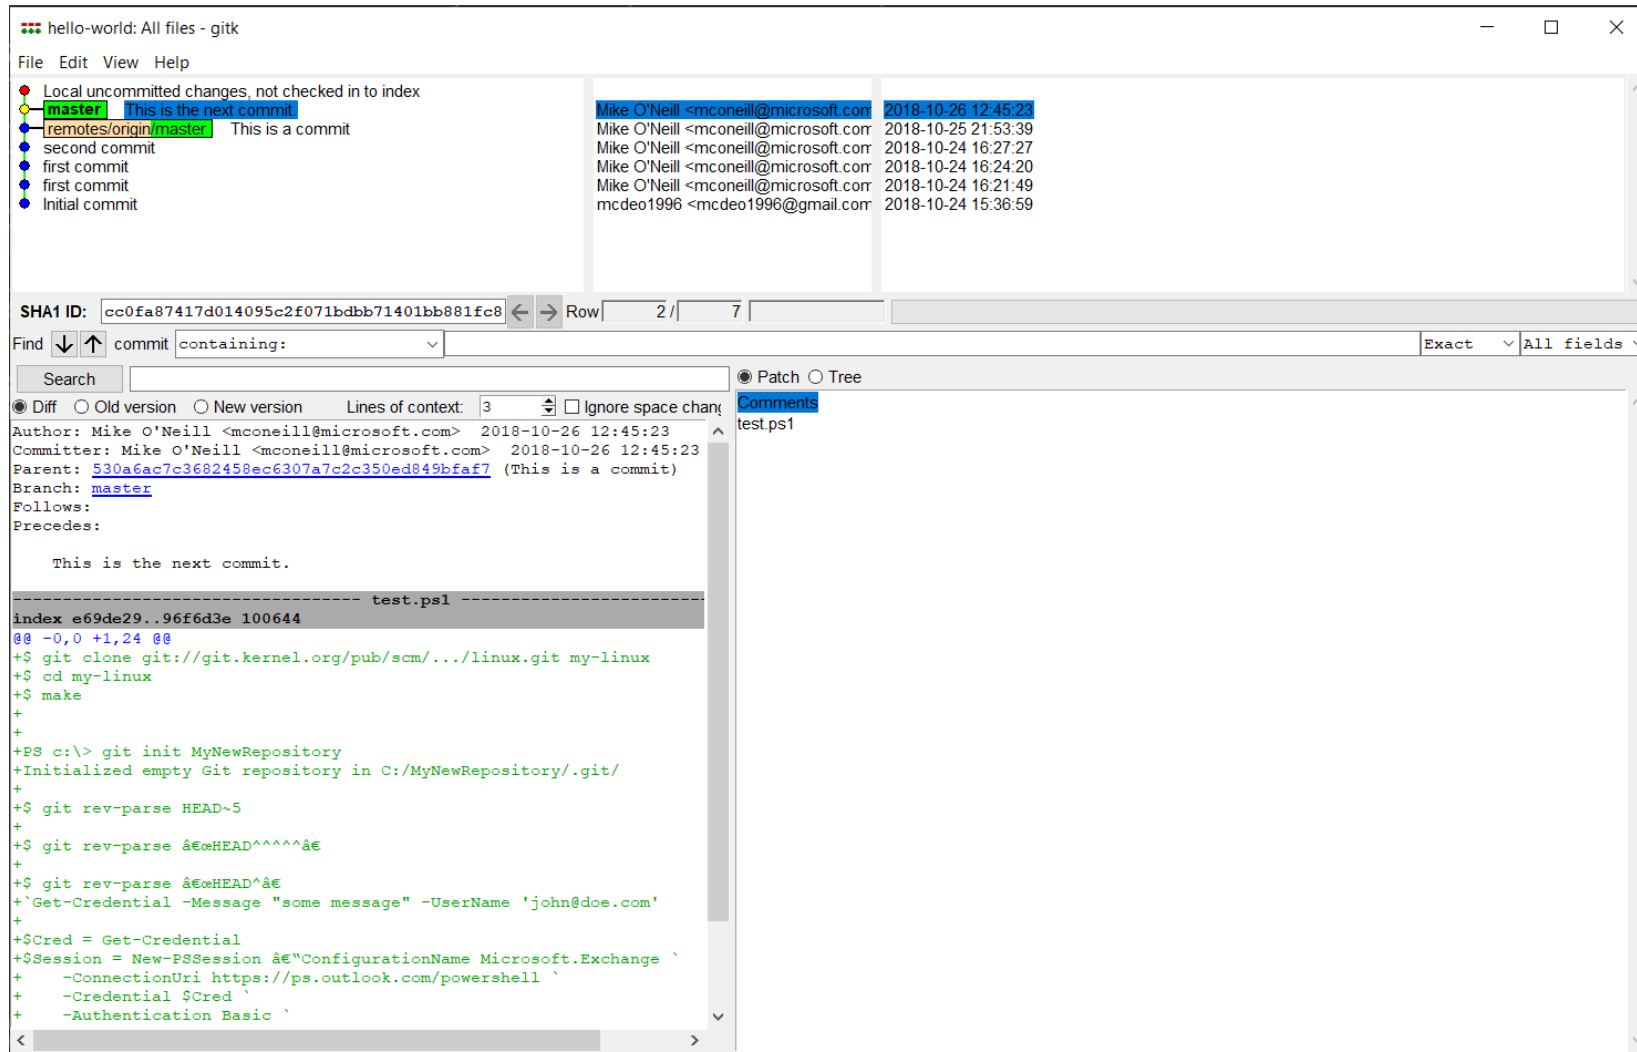 hello-world: All files - gitk
File Edit View Help
Local uncommitted changes, not checked in to index
master This is the next commit. Mike O'Neill <mconeill@microsoft.com 2018-10-26 12:45:23
remotes/origin/master This is a commit Mike O'Neill <mconeill@microsoft.com 2018-10-25 21:53:39
second commit Mike O'Neill <mconeill@microsoft.com 2018-10-24 16:27:27
first commit Mike O'Neill <mconeill@microsoft.com 2018-10-24 16:24:20
first commit Mike O'Neill <mconeill@microsoft.com 2018-10-24 16:21:49
Initial commit mcdeo1996 <mcdeo1996@gmail.com 2018-10-24 15:36:59
SHA1 ID: cc0fa87417d014095c2f071bdbb71401bb881fc8 Row 2 / 7
Find commit containing: Exact All fields
Search
Patch Tree
Diff Old version New version Lines of context: 3 Ignore space chang
Comments
test.ps1
Author: Mike O'Neill <mconeill@microsoft.com> 2018-10-26 12:45:23
Committer: Mike O'Neill <mconeill@microsoft.com> 2018-10-26 12:45:23
Parent: 530a6ac7c3682458ec6307a7c2c350ed849bfaf7 (This is a commit)
Branch: master
Follows:
Precedes:
This is the next commit.
----------------------------------- test.ps1 -------------------------
index e69de29..96f6d3e 100644
@@ -0,0 +1,24 @@
+$ git clone git://git.kernel.org/pub/scm/.../linux.git my-linux
+$ cd my-linux
+$ make
+
+
+PS c:\> git init MyNewRepository
+Initialized empty Git repository in C:/MyNewRepository/.git/
+
+$ git rev-parse HEAD~5
+
+$ git rev-parse â€œHEAD^^^^^â€
+
+$ git rev-parse â€œHEAD^â€
+`Get-Credential -Message "some message" -UserName 'john@doe.com'
+
+$Cred = Get-Credential
+$Session = New-PSSession â€“ConfigurationName Microsoft.Exchange `
+    -ConnectionUri https://ps.outlook.com/powershell `
+    -Credential $Cred `
+    -Authentication Basic `